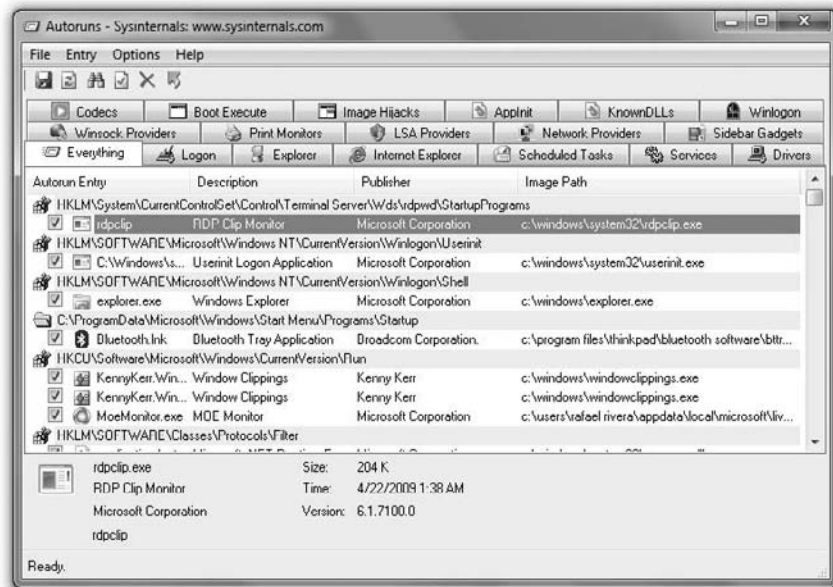 Autoruns - Sysinternals: www.sysinternals.com
File Entry Options Help
Codecs Boot Execute Image Hijacks AppInit KnownDLLs Winlogon
Winsock Providers Print Monitors LSA Providers Network Providers Sidebar Gadgets
Everything Logon Explorer Internet Explorer Scheduled Tasks Services Drivers
Autorun Entry Description Publisher Image Path
HKLM\System\CurrentControlSet\Control\Terminal Server\Wds\rdpwd\StartupPrograms
rdpclip RDP Clip Monitor Microsoft Corporation c:\windows\system32\rdpclip.exe
HKLM\SOFTWARE\Microsoft\Windows NT\CurrentVersion\Winlogon\Userinit
C:\Windows\s... Userinit Logon Application Microsoft Corporation c:\windows\system32\userinit.exe
HKLM\SOFTWARE\Microsoft\Windows NT\CurrentVersion\Winlogon\Shell
explorer.exe Windows Explorer Microsoft Corporation c:\windows\explorer.exe
C:\ProgramData\Microsoft\Windows\Start Menu\Programs\Startup
Bluetooth.lnk Bluetooth Tray Application Broadcom Corporation. c:\program files\thinkpad\bluetooth software\bttr...
HKCU\Software\Microsoft\Windows\CurrentVersion\Run
KennyKerr.Win... Window Clippings Kenny Kerr c:\windows\windowclippings.exe
KennyKerr.Win... Window Clippings Kenny Kerr c:\windows\windowclippings.exe
MoeMonitor.exe MOE Monitor Microsoft Corporation c:\users\rafael rivera\appdata\local\microsoft\liv...
HKLM\SOFTWARE\Classes\Protocols\Filter
rdpclip.exe Size: 204 K
RDP Clip Monitor Time: 4/22/2009 1:38 AM
Microsoft Corporation Version: 6.1.7100.0
rdpclip
Ready.